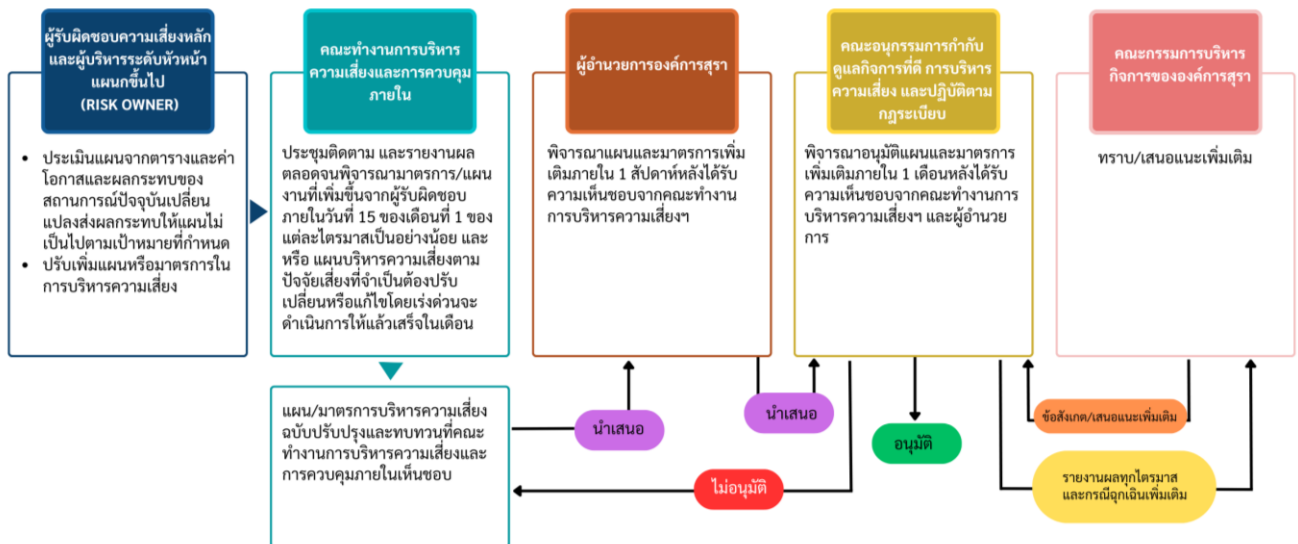 ผู้รับผิดชอบความเสี่ยงหลัก
และผู้บริหารระดับหัวหน้า
แผนกขึ้นไป
(RISK OWNER)
• ประเมินแผนจากตารางและค่า
โอกาสและผลกระทบของ
สถานการณ์ปัจจุบันเปลี่ยน
แปลงส่งผลกระทบให้แผนไม่
เป็นไปตามเป้าหมายที่กำหนด
• ปรับเพิ่มแผนหรือมาตรการใน
การบริหารความเสี่ยง
คณะทำงานการบริหาร
ความเสี่ยงและการควบคุม
ภายใน
ประชุมติดตาม และรายงานผล
ตลอดจนพิจารณามาตรการ/แผน
งานที่เพิ่มขึ้นจากผู้รับผิดชอบ
ภายในวันที่ 15 ของเดือนที่ 1 ของ
แต่ละไตรมาสเป็นอย่างน้อย และ
หรือ แผนบริหารความเสี่ยงตาม
ปัจจัยเสี่ยงที่จำเป็นต้องปรับ
เปลี่ยนหรือแก้ไขโดยเร่งด่วนจะ
ดำเนินการให้แล้วเสร็จในเดือน
ผู้อำนวยการองค์การสุรา
พิจารณาแผนและมาตรการเพิ่ม
เติมภายใน 1 สัปดาห์หลังได้รับ
ความเห็นชอบจากคณะทำงาน
การบริหารความเสี่ยงฯ
คณะอนุกรรมการกำกับ
ดูแลกิจการที่ดี การบริหาร
ความเสี่ยง และปฏิบัติตาม
กฎระเบียบ
พิจารณาอนุมัติแผนและมาตรการ
เพิ่มเติมภายใน 1 เดือนหลังได้รับ
ความเห็นชอบจากคณะทำงานการ
บริหารความเสี่ยงฯ และผู้อำนวย
การ
คณะกรรมการบริหาร
กิจการขององค์การสุรา
ทราบ/เสนอแนะเพิ่มเติม
แผน/มาตรการบริหารความเสี่ยง
ฉบับปรับปรุงและทบทวนที่คณะ
ทำงานการบริหารความเสี่ยงและ
การควบคุมภายในเห็นชอบ
นำเสนอ
นำเสนอ
อนุมัติ
ไม่อนุมัติ
ข้อสังเกต/เสนอแนะเพิ่มเติม
รายงานผลทุกไตรมาส
และกรณีฉุกเฉินเพิ่มเติม